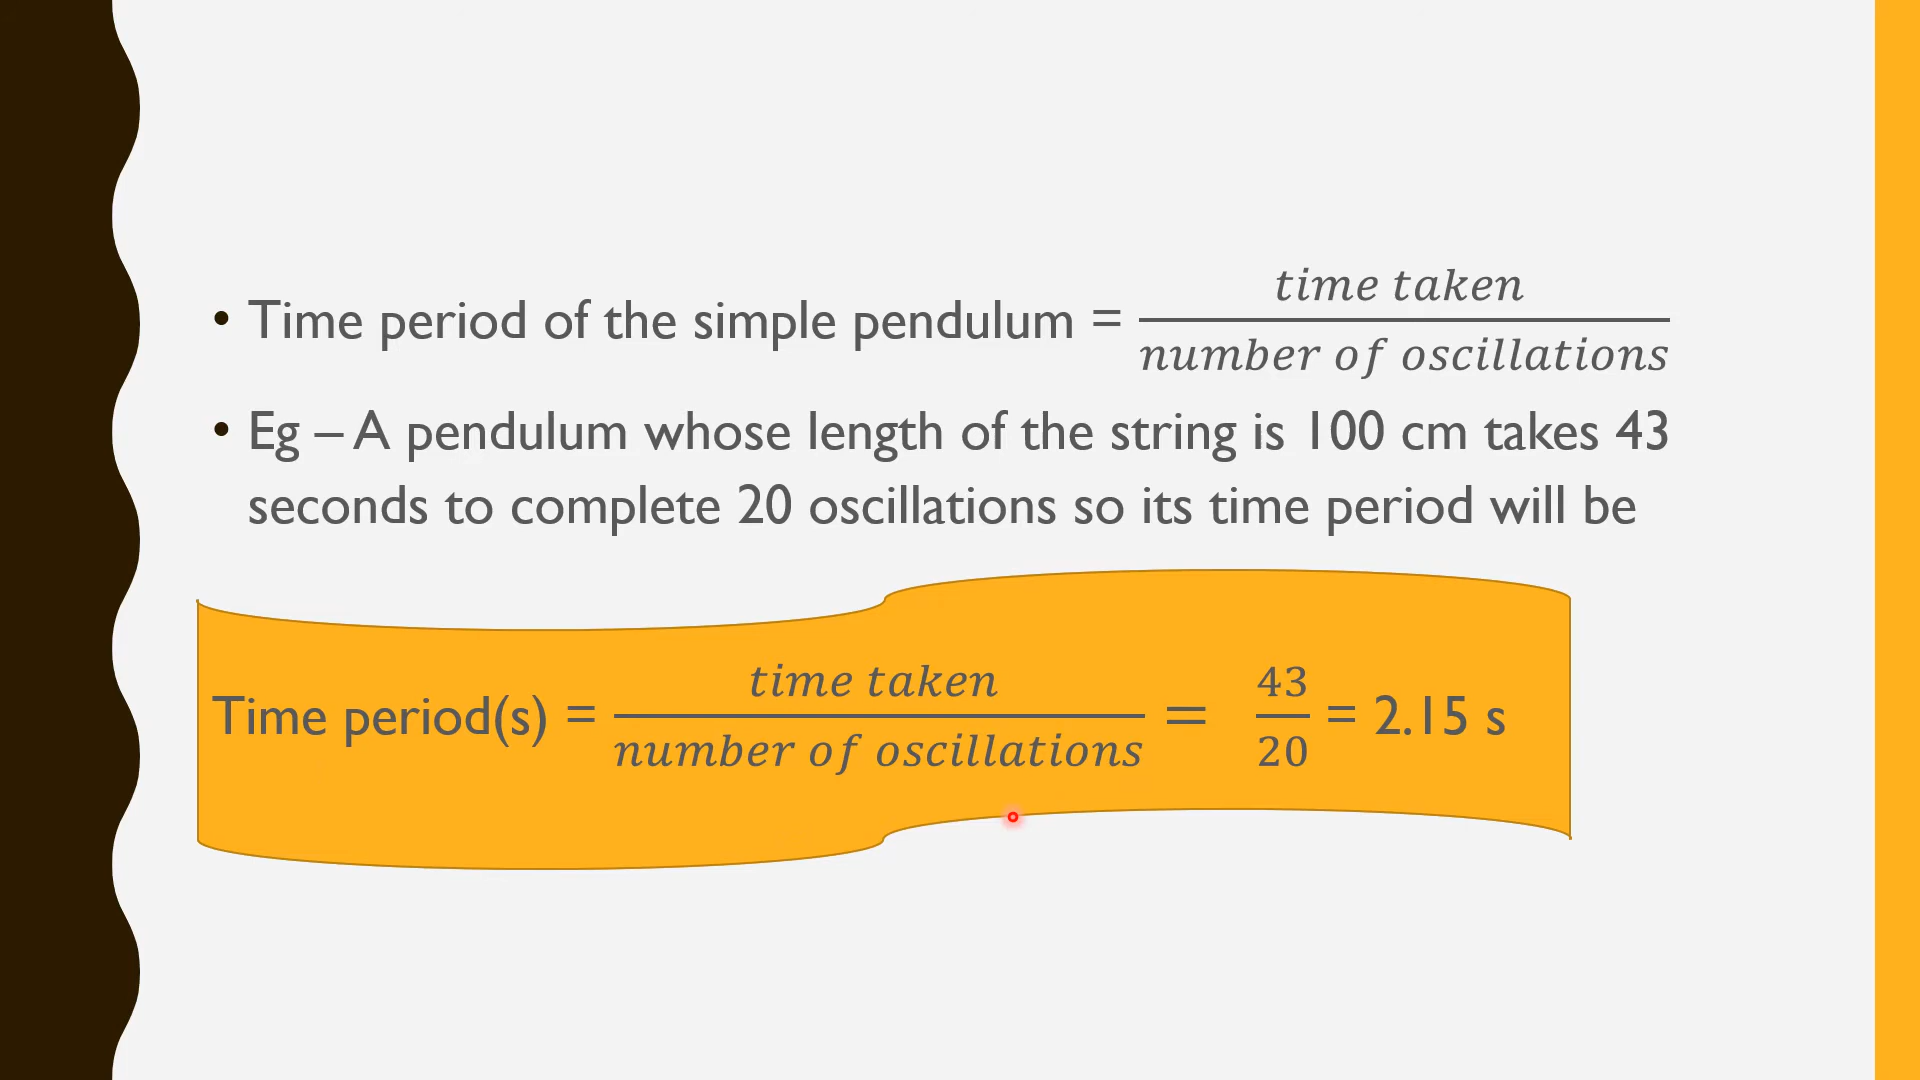 • Time period of the simple pendulum = time taken / number of oscillations
• Eg – A pendulum whose length of the string is 100 cm takes 43
seconds to complete 20 oscillations so its time period will be
Time period(s) = time taken / number of oscillations = 43 / 20 = 2.15 s